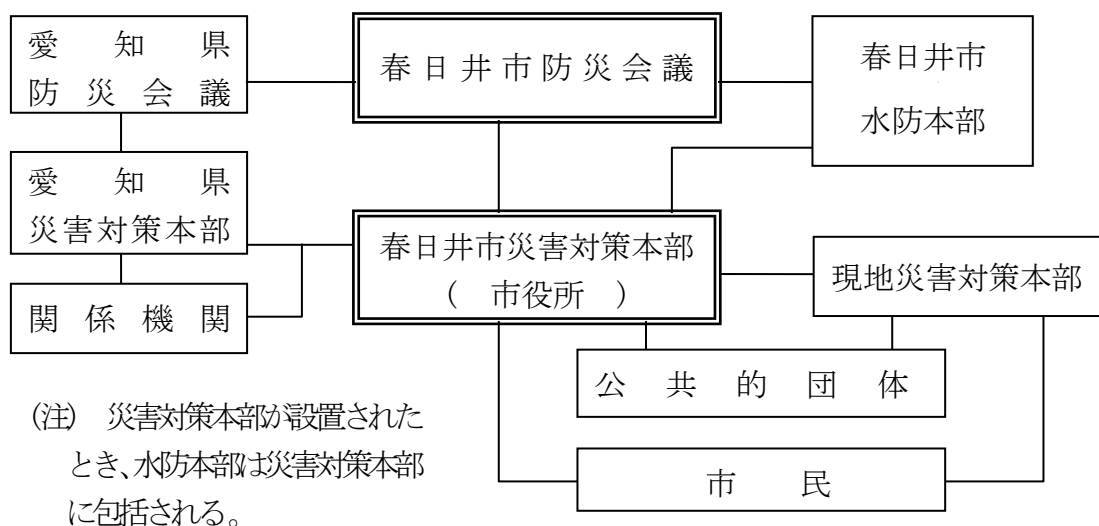 愛知県
防災会議
春日井市防災会議
春日井市
水防本部
愛知県
災害対策本部
春日井市災害対策本部
(市役所)
現地災害対策本部
関係機関
公共的団体
市民
(注) 災害対策本部が設置された
とき、水防本部は災害対策本部
に包括される。